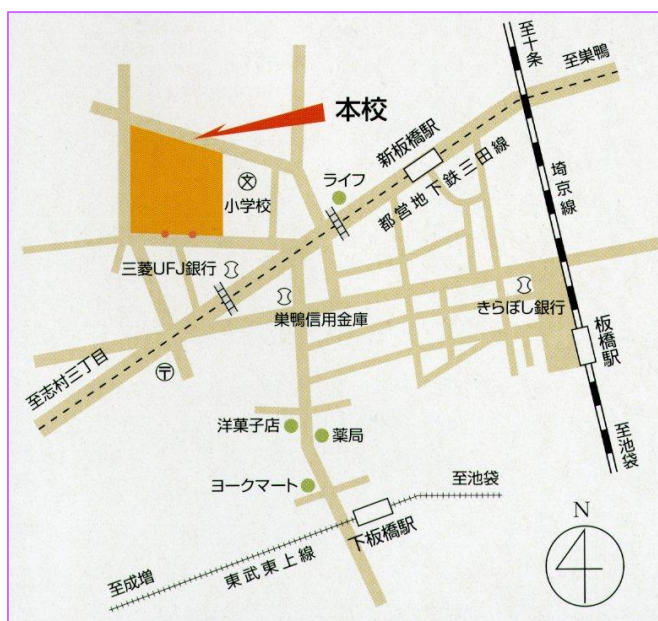 至十条
至巣鴨
本校
新板橋駅
ライフ
都営地下鉄三田線
埼京線
小学校
三菱UFJ銀行
きらぼし銀行
巣鴨信用金庫
板橋駅
至志村三丁目
洋菓子店
薬局
至池袋
ヨークマート
至池袋
下板橋駅
東武東上線
至成増
N